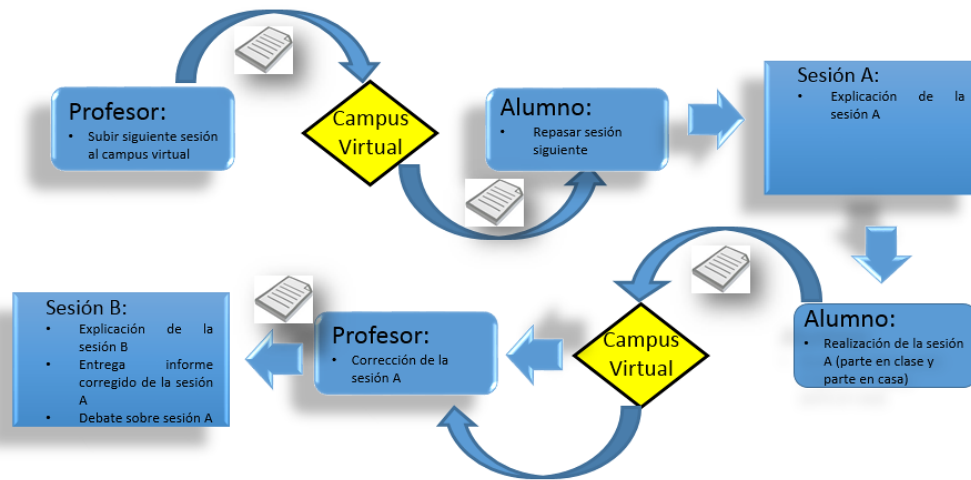 Profesor:
• Subir siguiente sesión
al campus virtual
Campus
Virtual
Alumno:
• Repasar sesión
siguiente
Sesión A:
• Explicación de la
sesión A
Alumno:
• Realización de la sesión
A (parte en clase y
parte en casa)
Campus
Virtual
Profesor:
• Corrección de la
sesión A
Sesión B:
• Explicación de la
sesión B
• Entrega informe
corregido de la sesión
A
• Debate sobre sesión A